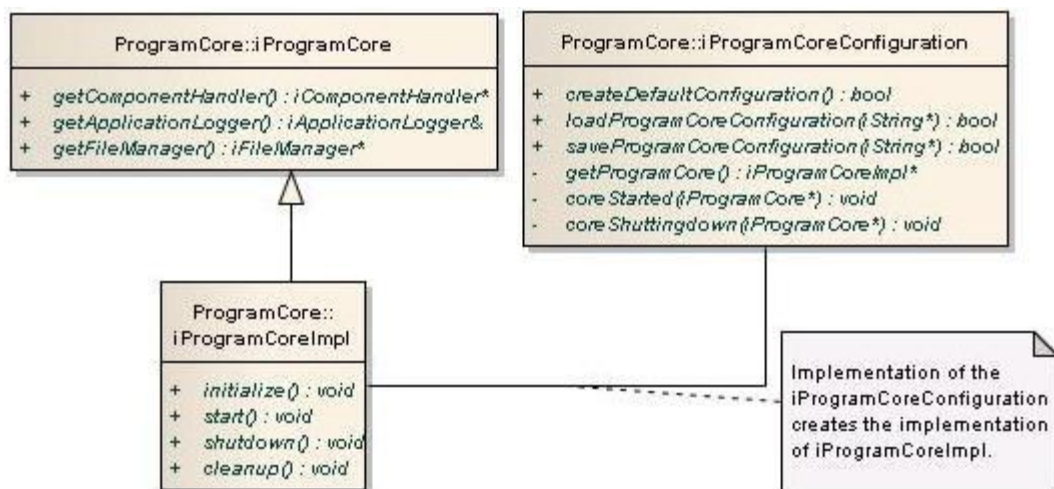 ProgramCore::iProgramCore
+ getComponentHandler() : iComponentHandler*
+ getApplicationLogger() : iApplicationLogger&
+ getFileManager() : iFileManager*
ProgramCore::iProgramCoreConfiguration
+ createDefaultConfiguration() : bool
+ loadProgramCoreConfiguration(iString*) : bool
+ saveProgramCoreConfiguration(iString*) : bool
- getProgramCore() : iProgramCoreImpl*
- coreStarted(iProgramCore*) : void
- coreShuttingdown(iProgramCore*) : void
ProgramCore::
iProgramCoreImpl
+ initialize() : void
+ start() : void
+ shutdown() : void
+ cleanup() : void
Implementation of the
iProgramCoreConfiguration
creates the implementation
of iProgramCoreImpl.